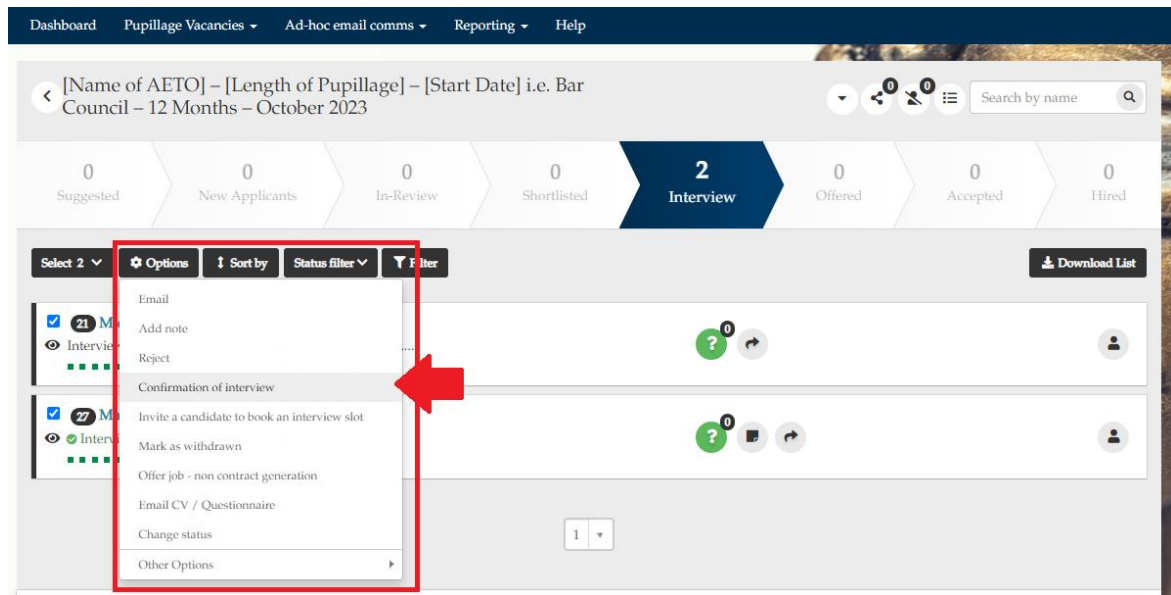 Dashboard Pupillage Vacancies Ad-hoc email comms Reporting Help
[Name of AETO] – [Length of Pupillage] – [Start Date] i.e. Bar
Council – 12 Months – October 2023
0 0 Search by name
0 0 0 0 2 0 0 0
Suggested New Applicants In-Review Shortlisted Interview Offered Accepted Hired
Select 2 Options Sort by Status filter Filter Download List
Email
21 M
Add note
0
?
Intervie
...
Reject
Confirmation of interview
27 M
Invite a candidate to book an interview slot
0
?
Intervi
Mark as withdrawn
Offer job - non contract generation
Email CV / Questionnaire
Change status
1
Other Options